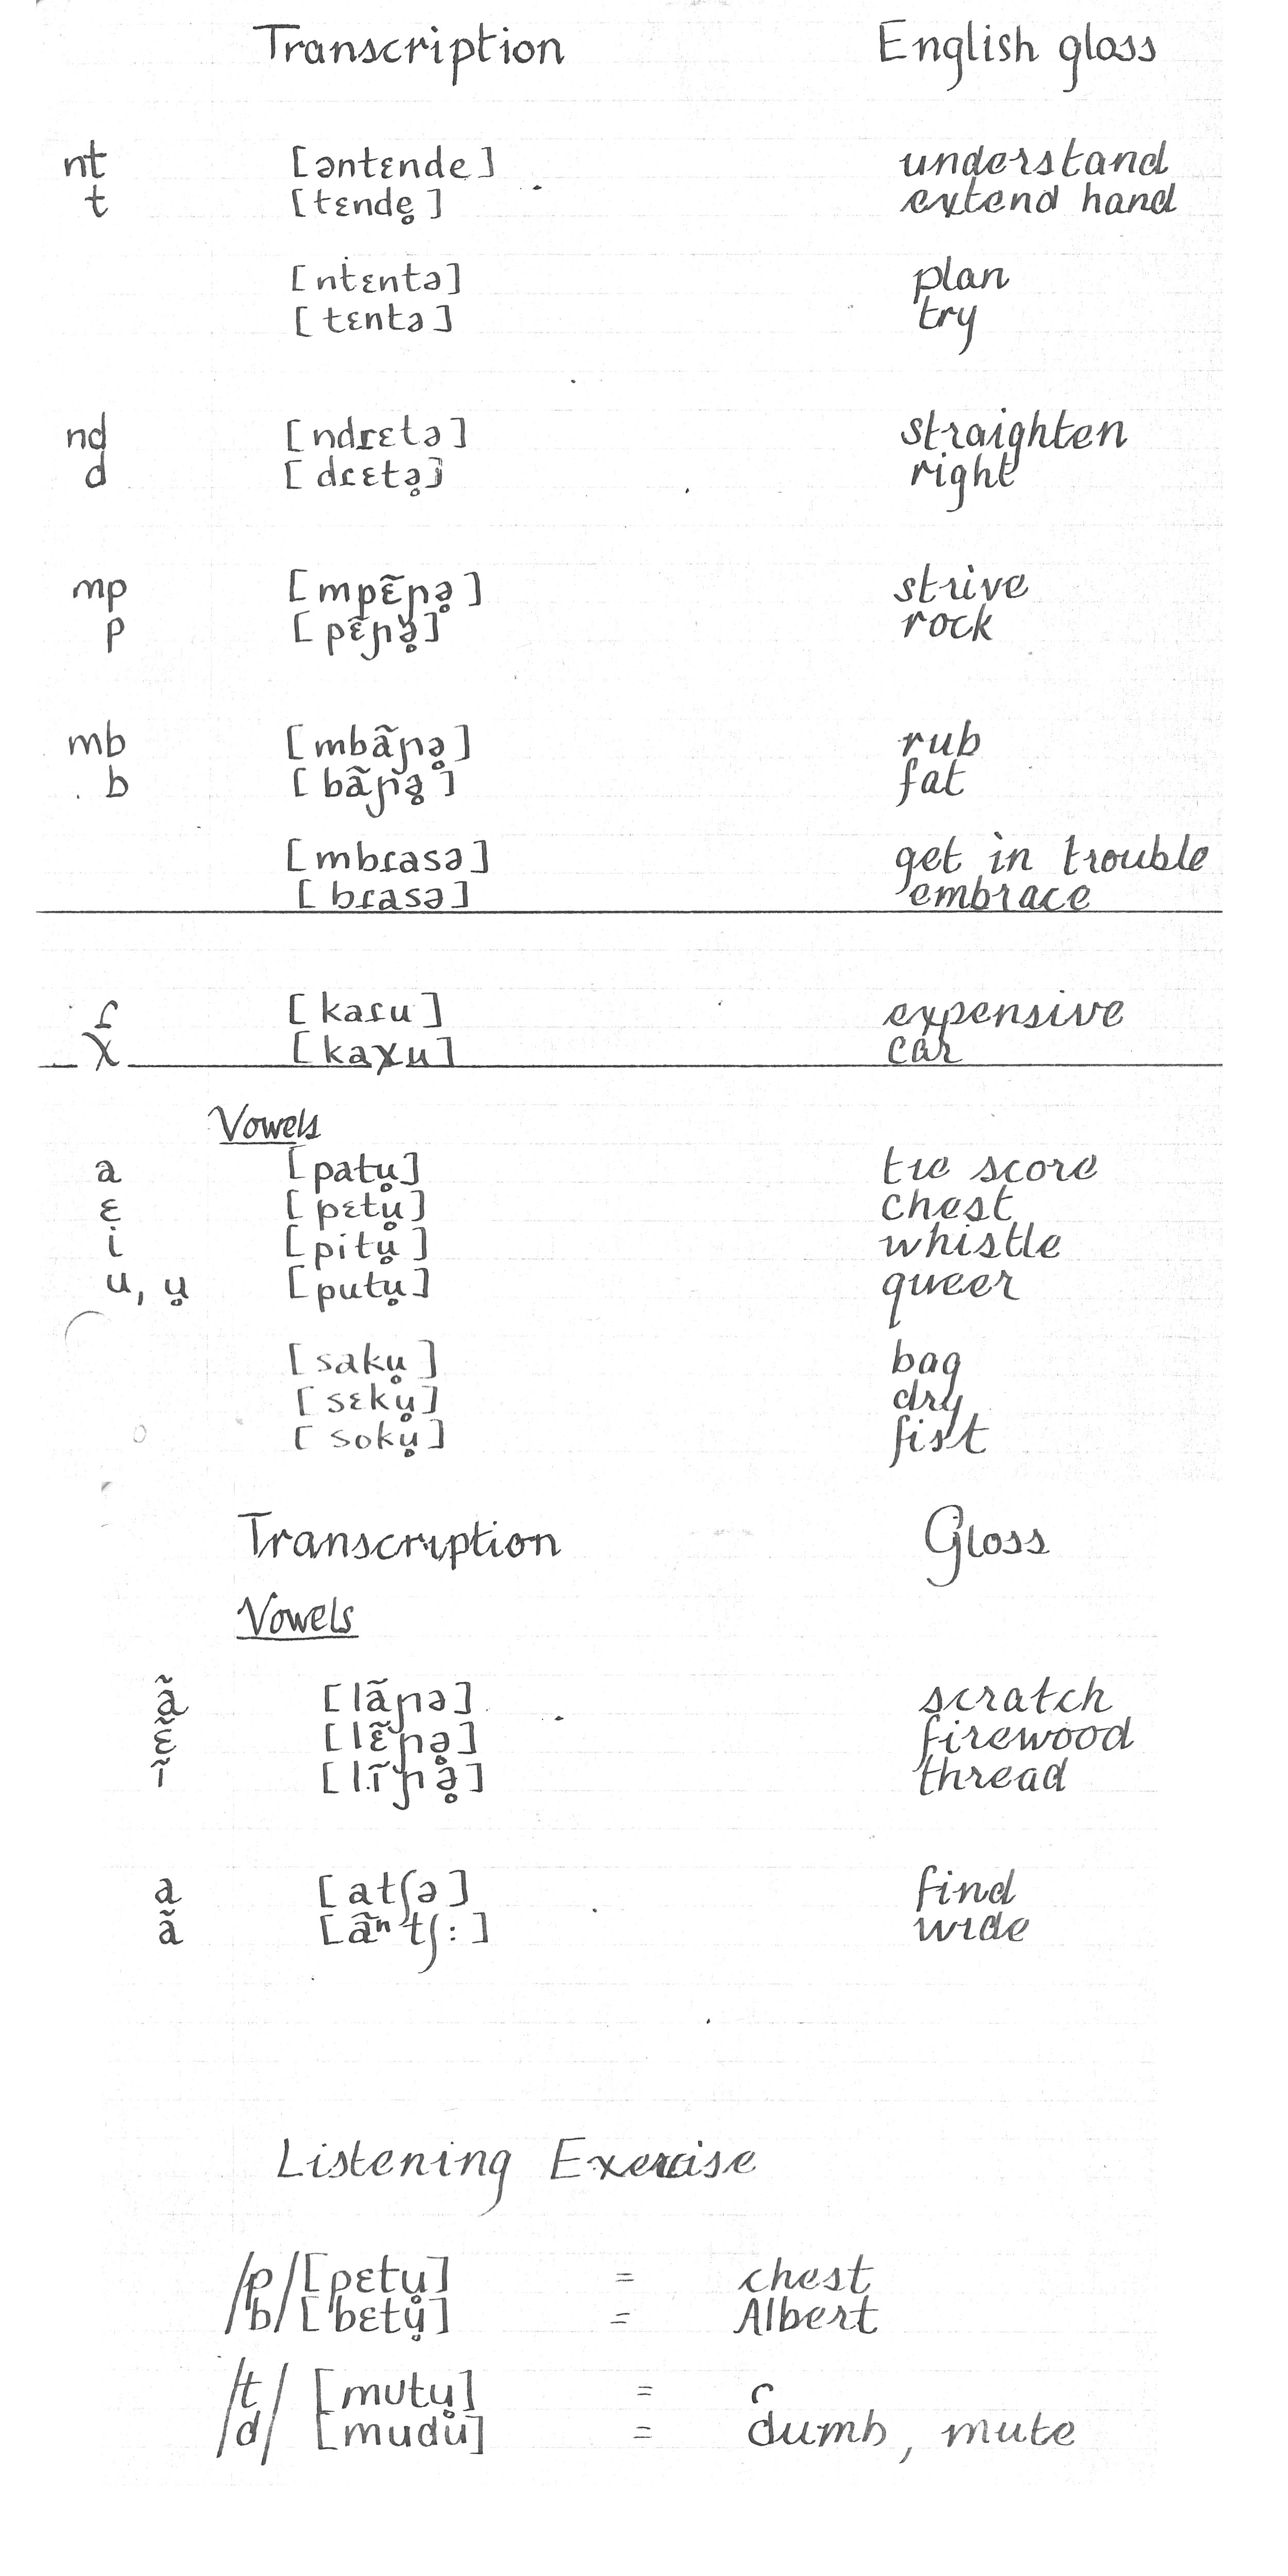 Transcription English gloss
nt [əntɛnde] understand
t [tɛnde̥] extend hand
[ntɛntə] plan
[tɛntə] try
nd [ndɾɛtə] straighten
d [dɾɛtə̥] right
mp [mpɛ̃ɲə̥] strive
p [pɛ̃ɲə̥] rock
mb [mbãɲə̥] rub
b [bãɲə̥] fat
[mbɾasə] get in trouble
[bɾasə] embrace
ɾ [kaɾu] expensive
χ [kaχu] car
Vowels
a [patu̥] tie score
ɛ [pɛtu̥] chest
i [pitu̥] whistle
u, u̥ [putu̥] queer
[saku̥] bag
[sɛku̥] dry
[soku̥] fist
Transcription Gloss
Vowels
ã [lãɲə] scratch
ɛ̃ [lɛ̃ɲə̥] firewood
ĩ [lĩɲə̥] thread
a [atʃə] find
ã [ãⁿtʃ:] wide
Listening Exercise
/p/ [pɛtu̥] = chest
/b/ [bɛtu̥] = Albert
/t/ [mutu̥] =
/d/ [mudu̥] = dumb, mute